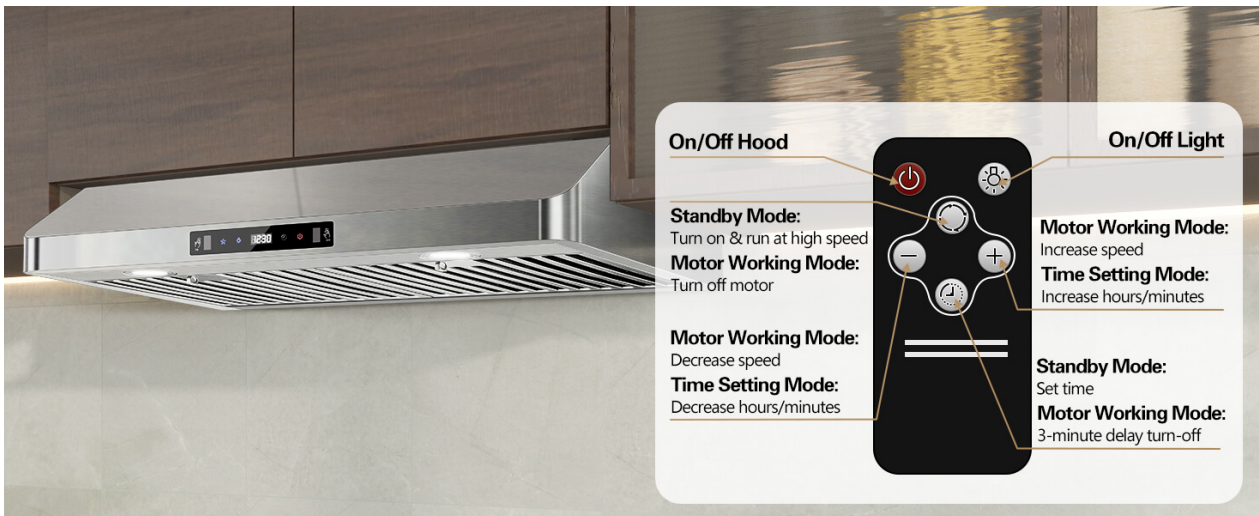 1230
On/Off Hood
On/Off Light
Standby Mode:
Turn on & run at high speed
Motor Working Mode:
Turn off motor
Motor Working Mode:
Increase speed
Time Setting Mode:
Increase hours/minutes
Motor Working Mode:
Decrease speed
Time Setting Mode:
Decrease hours/minutes
Standby Mode:
Set time
Motor Working Mode:
3-minute delay turn-off